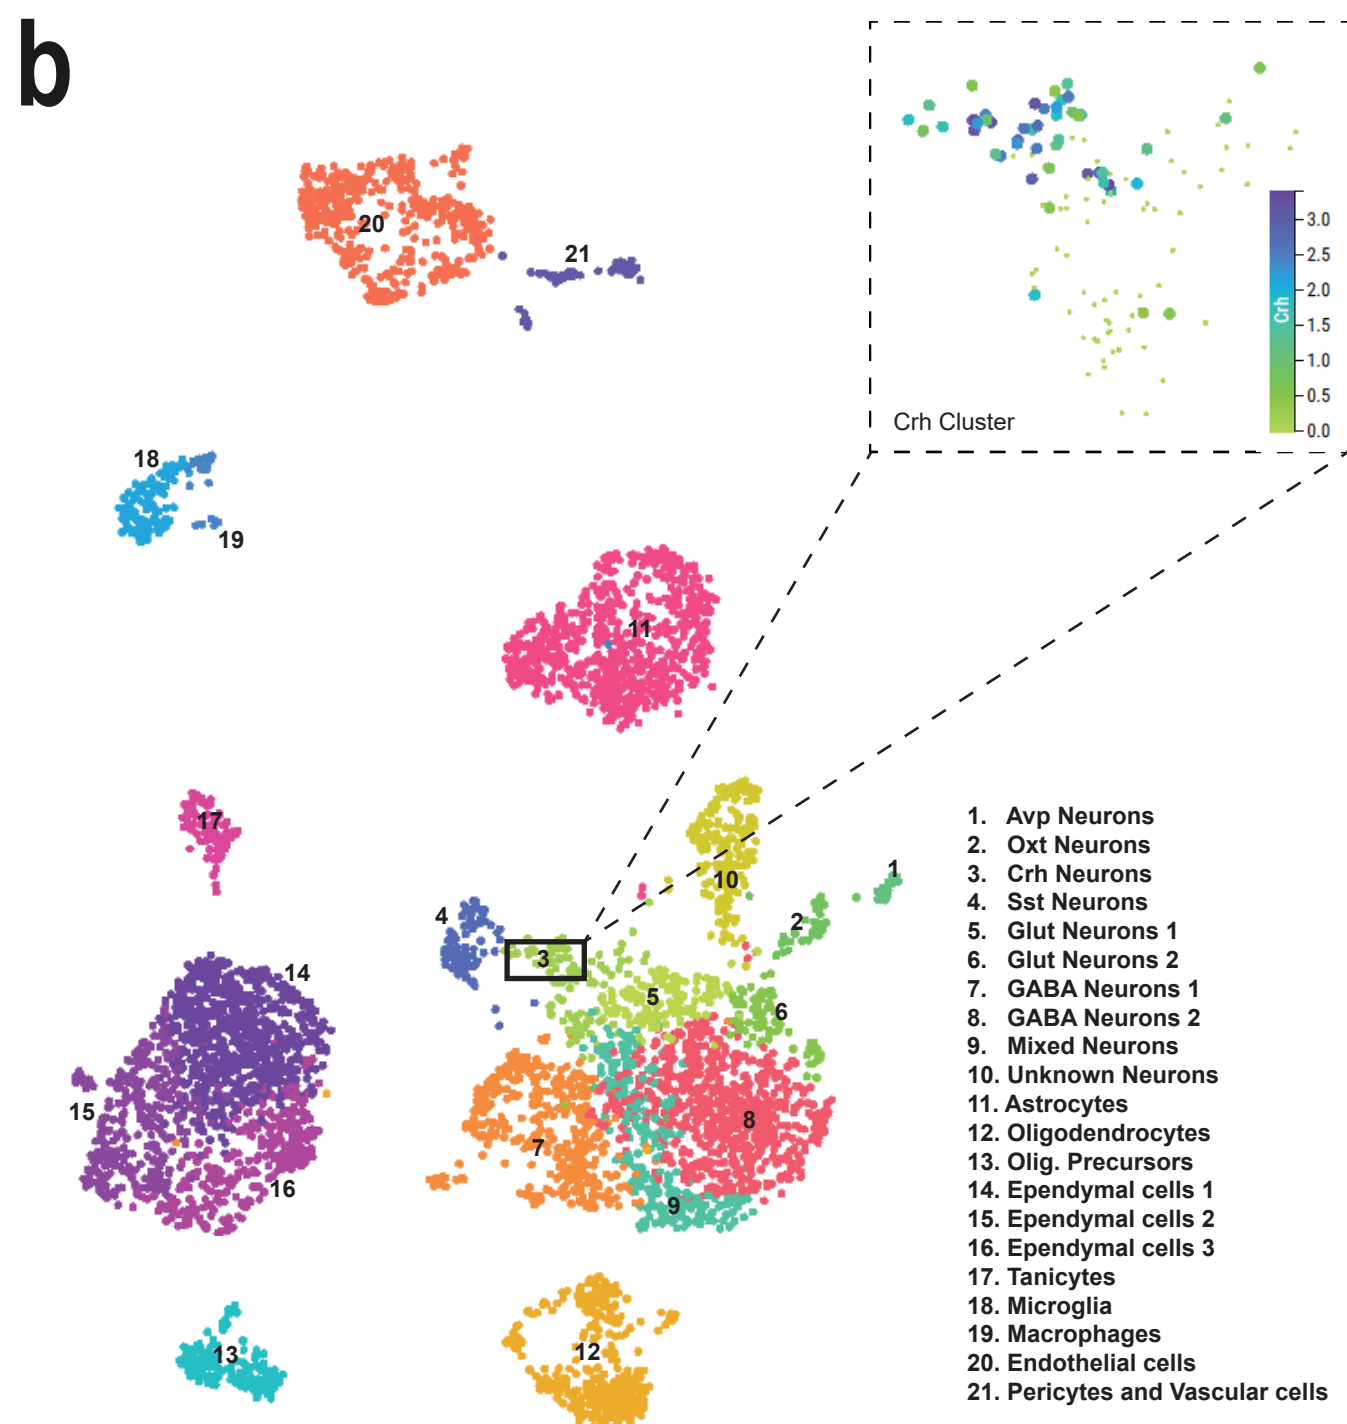 b
3.0
2.5
2.0
1.5
1.0
0.5
0.0
Crh
Crh Cluster
20
21
18
19
11
17
10
1
2
4
3
5
6
14
15
16
7
8
9
13
12
1. Avp Neurons
2. Oxt Neurons
3. Crh Neurons
4. Sst Neurons
5. Glut Neurons 1
6. Glut Neurons 2
7. GABA Neurons 1
8. GABA Neurons 2
9. Mixed Neurons
10. Unknown Neurons
11. Astrocytes
12. Oligodendrocytes
13. Olig. Precursors
14. Ependymal cells 1
15. Ependymal cells 2
16. Ependymal cells 3
17. Tanicytes
18. Microglia
19. Macrophages
20. Endothelial cells
21. Pericytes and Vascular cells